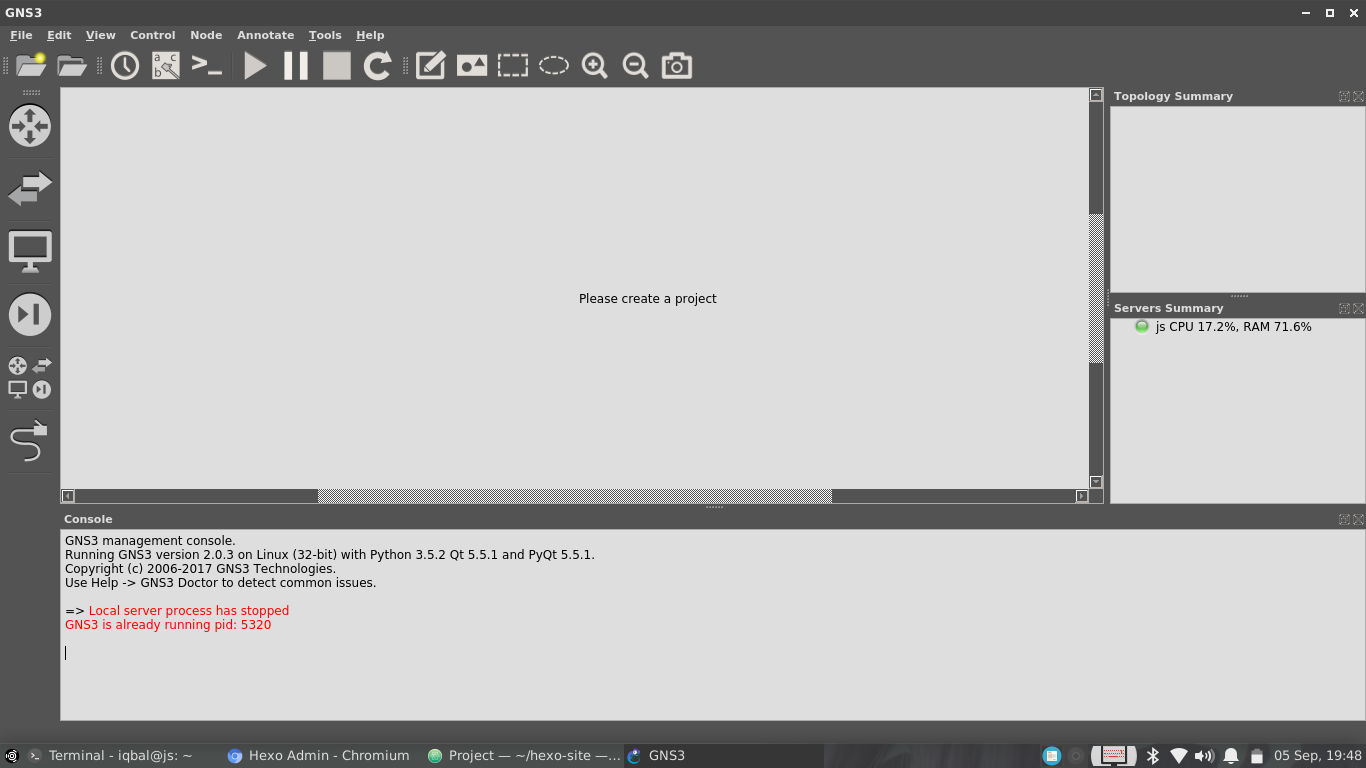 GNS3
File Edit View Control Node Annotate Tools Help
a c
b
>_
Please create a project
Topology Summary
Servers Summary
js CPU 17.2%, RAM 71.6%
Console
GNS3 management console.
Running GNS3 version 2.0.3 on Linux (32-bit) with Python 3.5.2 Qt 5.5.1 and PyQt 5.5.1.
Copyright (c) 2006-2017 GNS3 Technologies.
Use Help -> GNS3 Doctor to detect common issues.
=> Local server process has stopped
GNS3 is already running pid: 5320
Terminal - iqbal@js: ~
Hexo Admin - Chromium
Project — ~/hexo-site —...
GNS3
05 Sep, 19:48